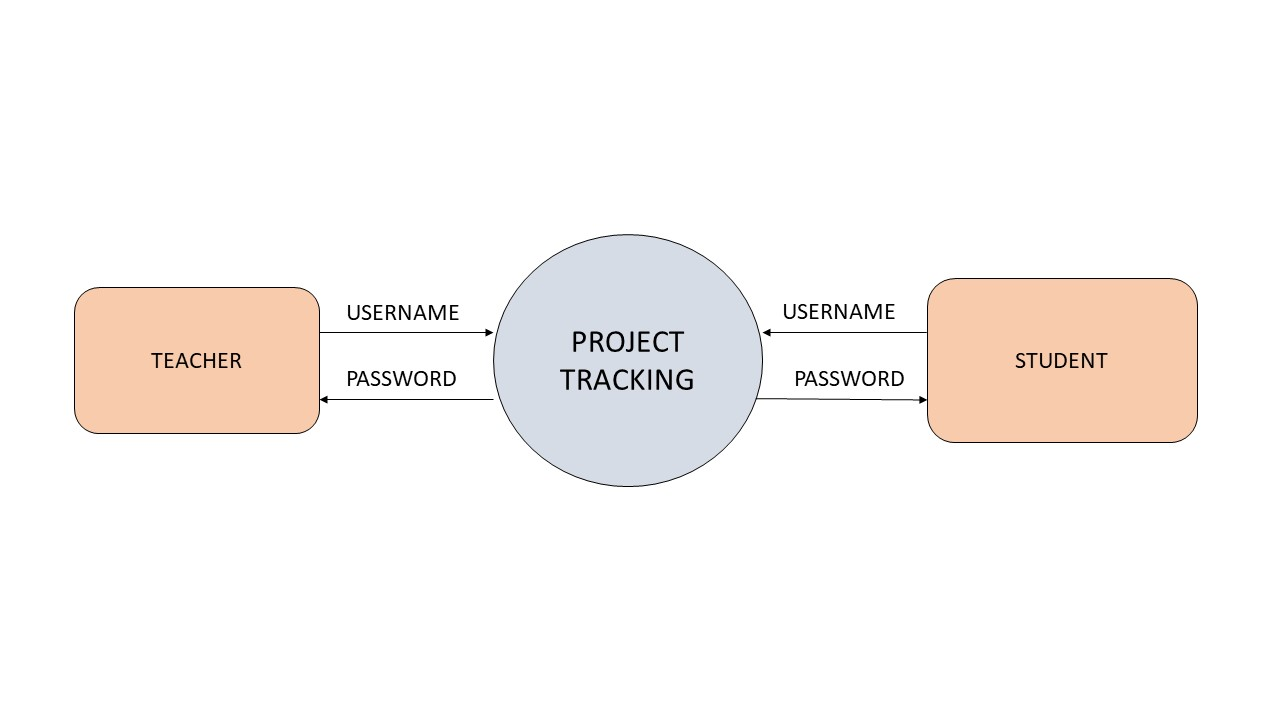 TEACHER
USERNAME
PASSWORD
PROJECT
TRACKING
USERNAME
PASSWORD
STUDENT